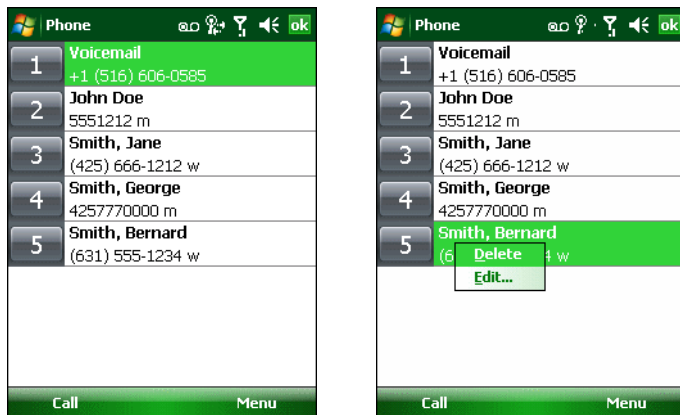 Phone ok
1 Voicemail
+1 (516) 606-0585
2 John Doe
5551212 m
3 Smith, Jane
(425) 666-1212 w
4 Smith, George
4257770000 m
5 Smith, Bernard
(631) 555-1234 w
Call Menu
Phone ok
1 Voicemail
+1 (516) 606-0585
2 John Doe
5551212 m
3 Smith, Jane
(425) 666-1212 w
4 Smith, George
4257770000 m
5 Smith, Bernard
(6 4 w
Delete
Edit...
Call Menu